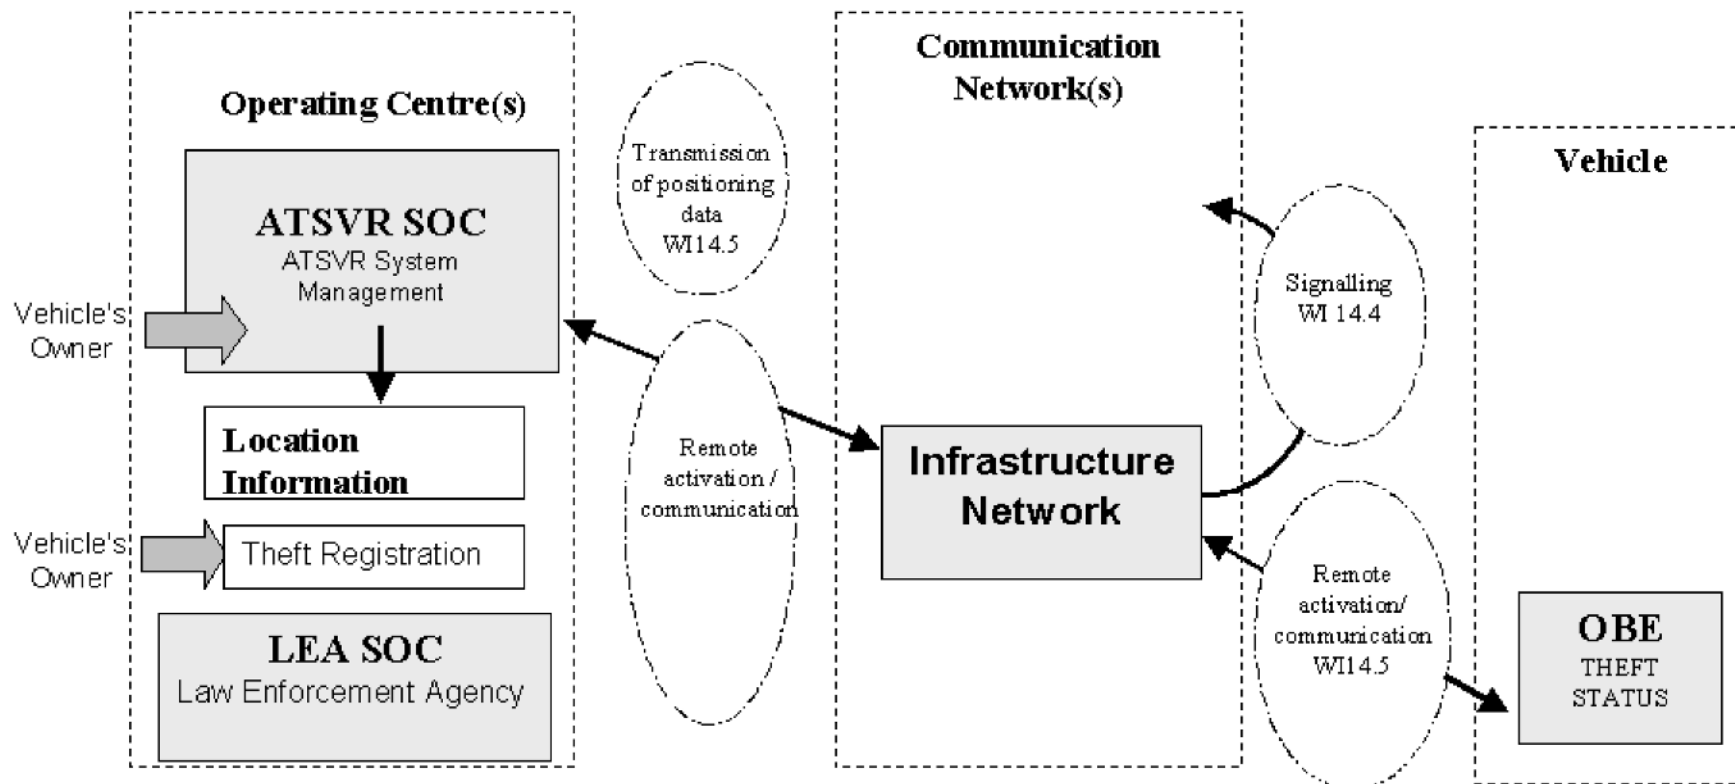 Operating Centre(s)
ATSVR SOC
ATSVR System
Management
Vehicle's
Owner
Location
Information
Vehicle's
Owner
Theft Registration
LEA SOC
Law Enforcement Agency
Transmission
of positioning
data
WI14.5
Remote
activation /
communication
Communication
Network(s)
Infrastructure
Network
Signalling
WI 14.4
Remote
activation/
communication
WI14.5
Vehicle
OBE
THEFT
STATUS